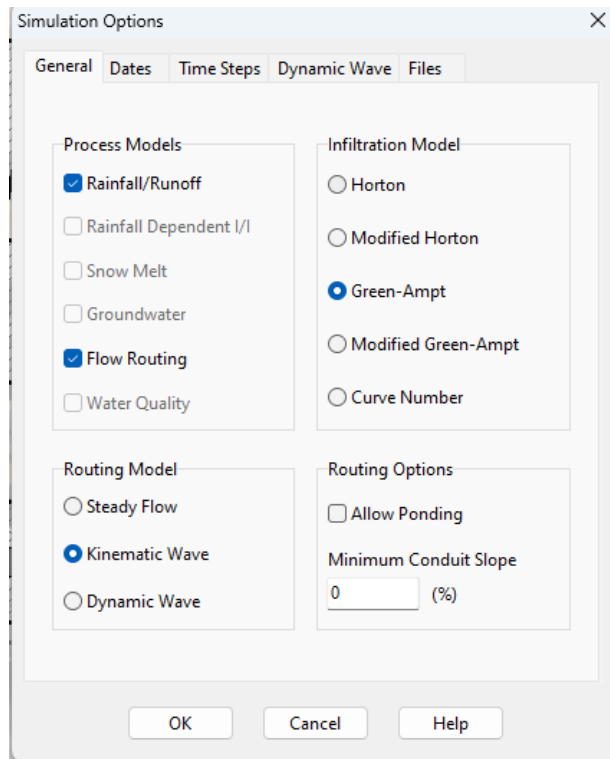 Simulation Options
General Dates Time Steps Dynamic Wave Files
Process Models
Rainfall/Runoff
Rainfall Dependent I/I
Snow Melt
Groundwater
Flow Routing
Water Quality
Infiltration Model
Horton
Modified Horton
Green-Ampt
Modified Green-Ampt
Curve Number
Routing Model
Steady Flow
Kinematic Wave
Dynamic Wave
Routing Options
Allow Ponding
Minimum Conduit Slope
0 (%)
OK Cancel Help